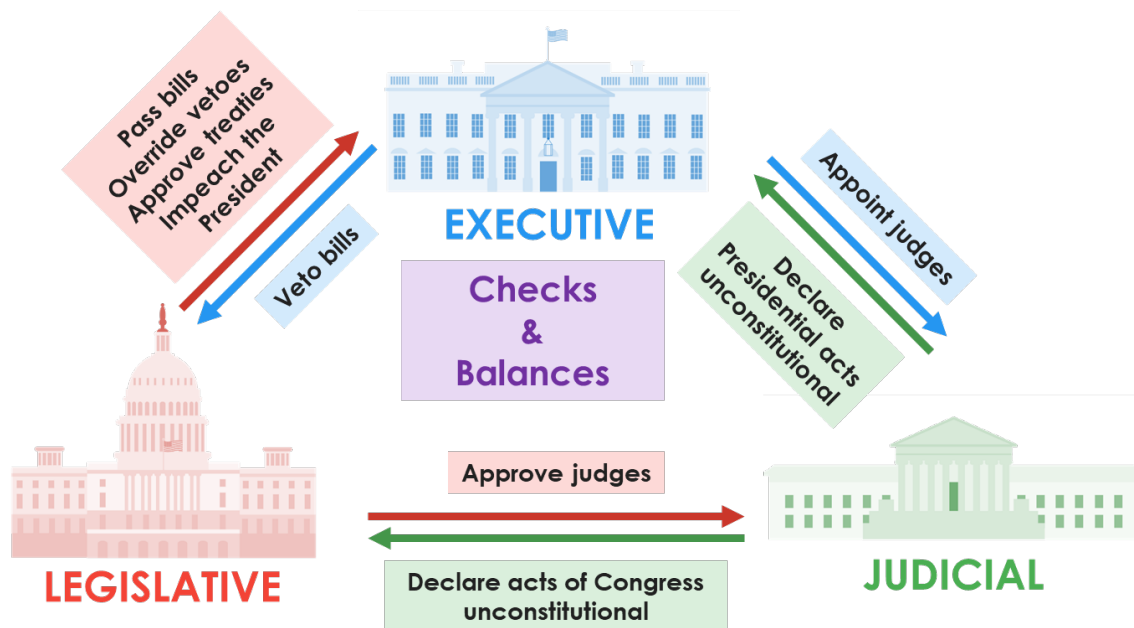 Pass bills
Override vetoes
Approve treaties
Impeach the
President
Veto bills
EXECUTIVE
Appoint judges
Declare
Presidential acts
unconstitutional
Checks
&
Balances
Approve judges
LEGISLATIVE
Declare acts of Congress
unconstitutional
JUDICIAL